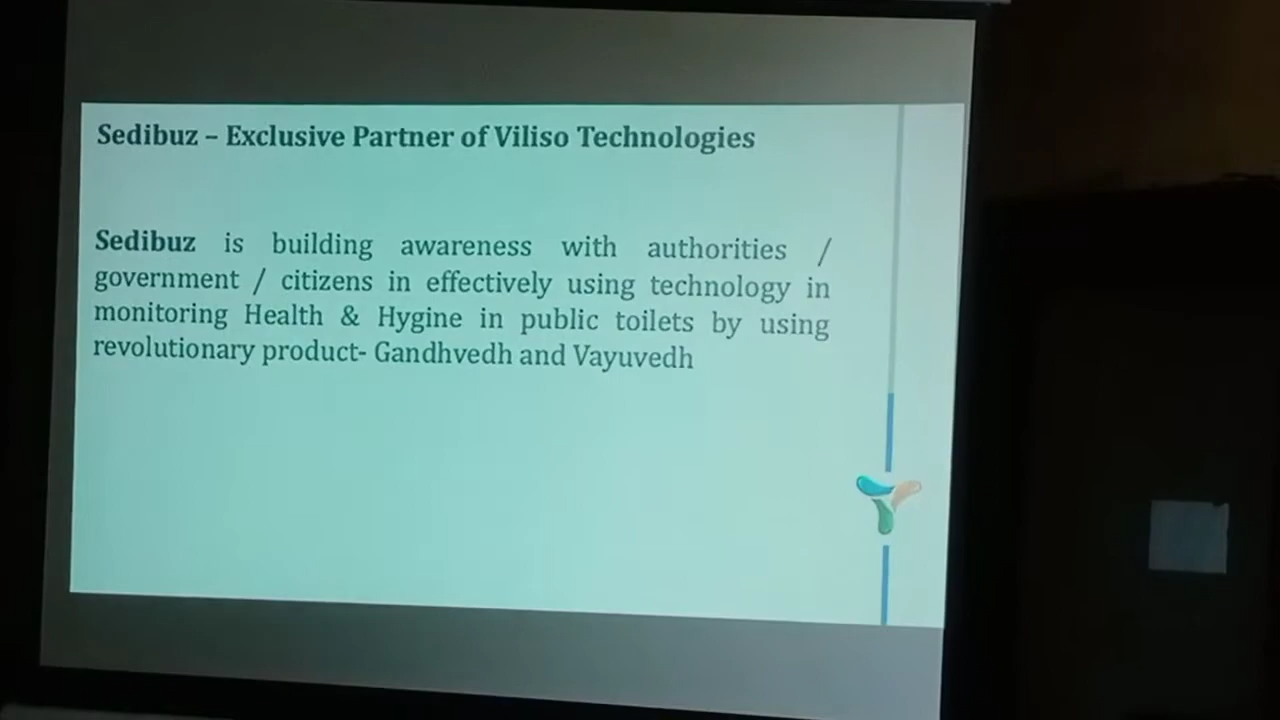 Sedibuz – Exclusive Partner of Viliso Technologies
Sedibuz is building awareness with authorities /
government / citizens in effectively using technology in
monitoring Health & Hygine in public toilets by using
revolutionary product- Gandhvedh and Vayuvedh